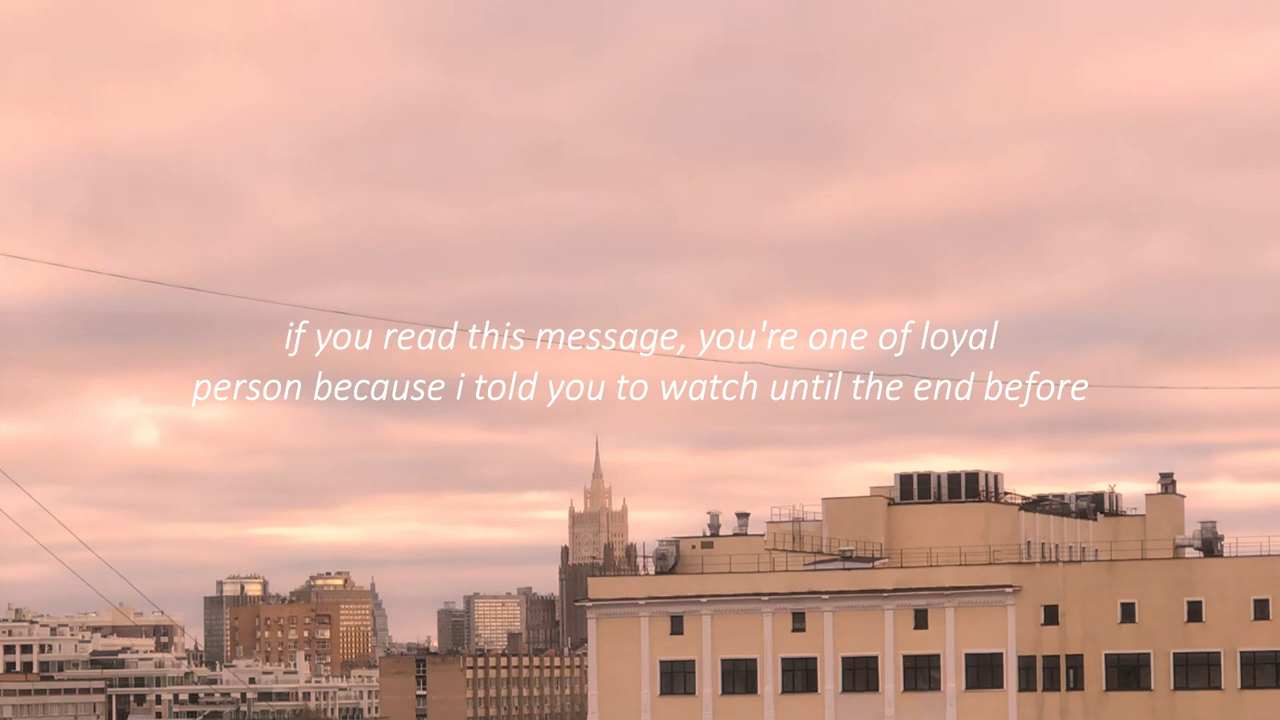 if you read this message, you're one of loyal
person because i told you to watch until the end before